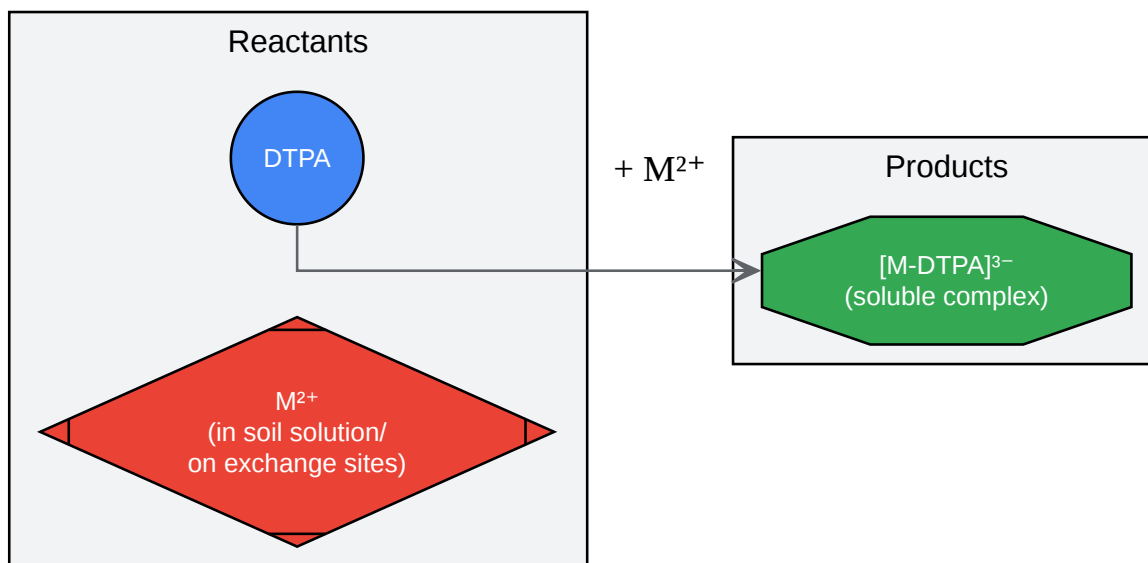 Reactants
DTPA
+ M²⁺
Products
[M-DTPA]³⁻
(soluble complex)
M²⁺
(in soil solution/
on exchange sites)